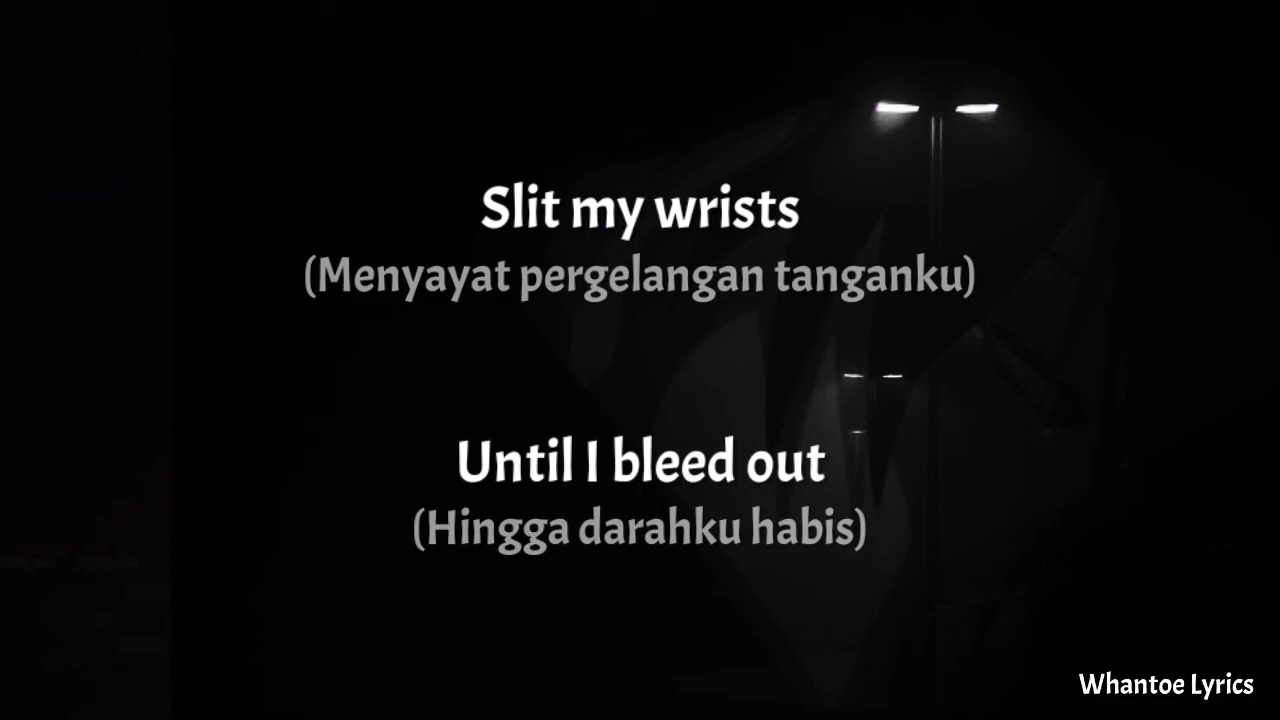 Slit my wrists
(Menyayat pergelangan tanganku)
Until I bleed out
(Hingga darahku habis)
Whantoe Lyrics